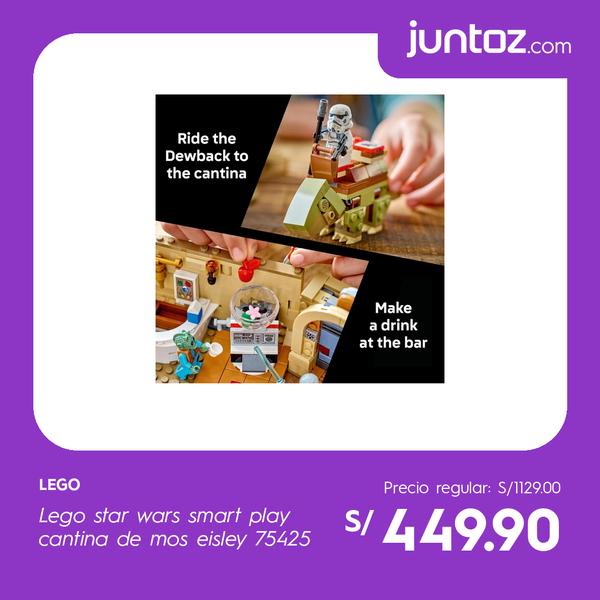 juntoz.com
Ride the
Dewback to
the cantina
Make
a drink
at the bar
LEGO
Lego star wars smart play
cantina de mos eisley 75425
Precio regular: S/1129.00
S/ 449.90